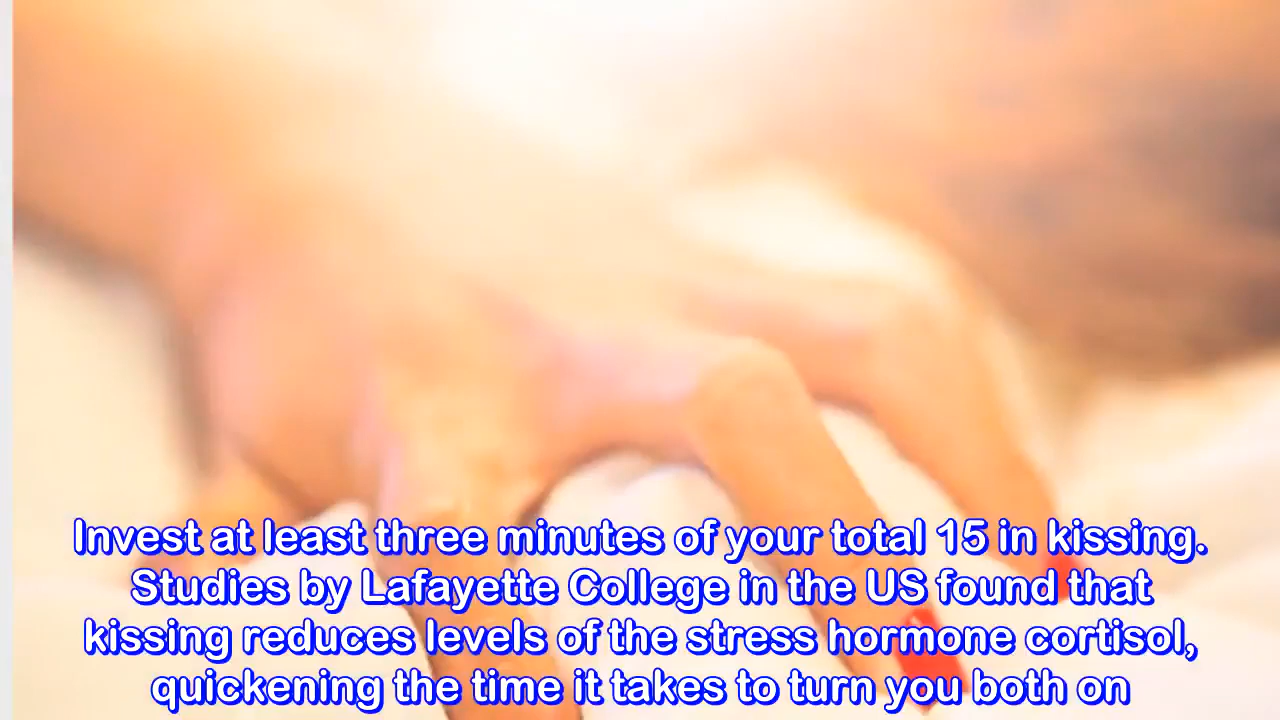 Invest at least three minutes of your total 15 in kissing.
Studies by Lafayette College in the US found that
kissing reduces levels of the stress hormone cortisol,
quickening the time it takes to turn you both on